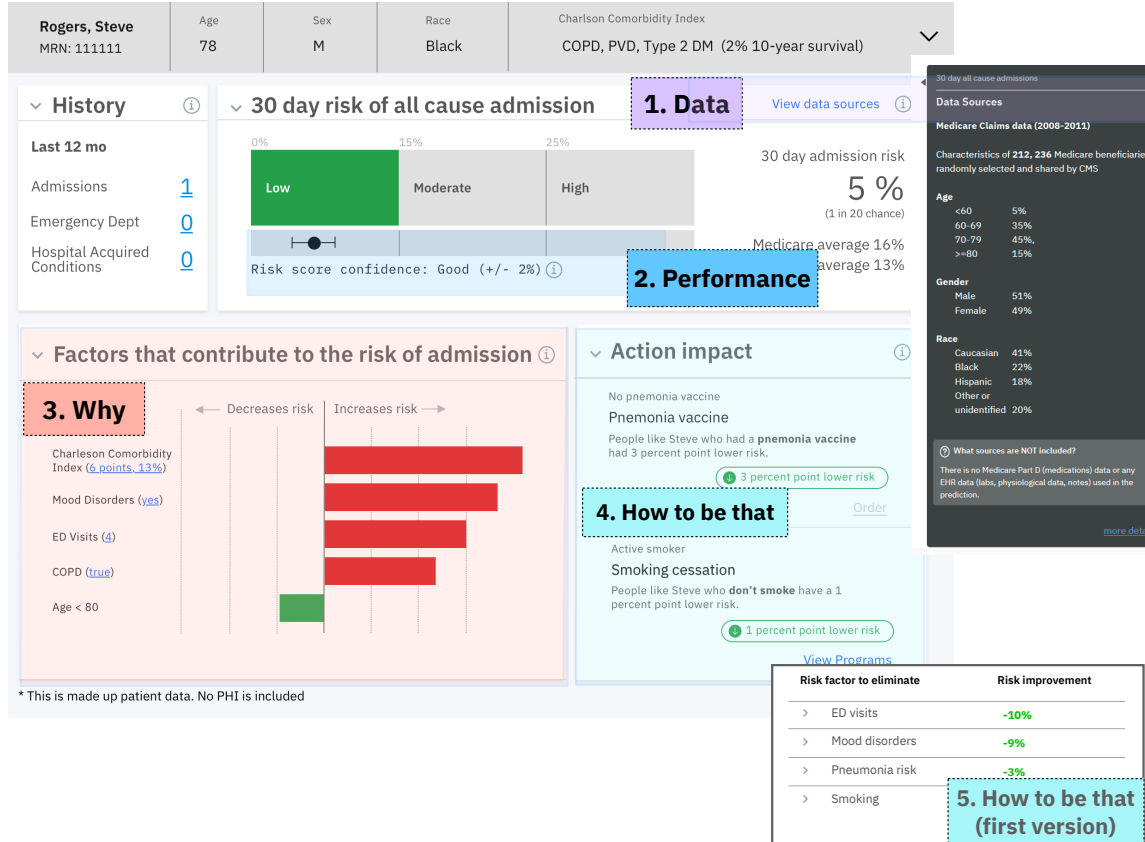 Rogers, Steve
MRN: 111111
Age
78
Sex
M
Race
Black
Charlson Comorbidity Index
COPD, PVD, Type 2 DM (2% 10-year survival)
History
Last 12 mo
Admissions 1
Emergency Dept 0
Hospital Acquired
Conditions 0
30 day risk of all cause admission
1. Data
View data sources
0% 15% 25%
Low Moderate High
Risk score confidence: Good (+/- 2%)
30 day admission risk
5 %
(1 in 20 chance)
Medicare average 16%
average 13%
2. Performance
30 day all cause admissions
Data Sources
Medicare Claims data (2008-2011)
Characteristics of 212, 236 Medicare
randomly selected and shared by CMS
Age
<60 5%
60-69 35%
70-79 45%,
>=80 15%
Gender
Male 51%
Female 49%
Race
Caucasian 41%
Black 22%
Hispanic 18%
Other or
unidentified 20%
What sources are NOT included?
There is no Medicare Part D (medications) data or any
EHR data (labs, physiological data, notes) used in the
prediction.
more
Factors that contribute to the risk of admission
3. Why
Decreases risk Increases risk
Charleson Comorbidity
Index (6 points, 13%)
Mood Disorders (yes)
ED Visits (4)
COPD (true)
Age < 80
Action impact
No pnemonia vaccine
Pnemonia vaccine
People like Steve who had a pnemonia vaccine
had 3 percent point lower risk.
3 percent point lower risk
Order
4. How to be that
Active smoker
Smoking cessation
People like Steve who don't smoke have a 1
percent point lower risk.
1 percent point lower risk
View Programs
* This is made up patient data. No PHI is included
Risk factor to eliminate Risk improvement
ED visits -10%
Mood disorders -9%
Pneumonia risk -3%
Smoking
5. How to be that
(first version)